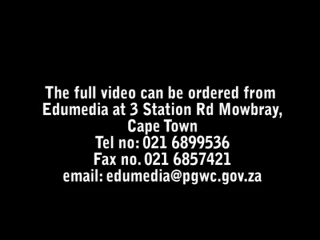 The full video can be ordered from
Edumedia at 3 Station Rd Mowbray,
Cape Town
Tel no: 021 6899536
Fax no. 021 6857421
email: edumedia@pgwc.gov.za